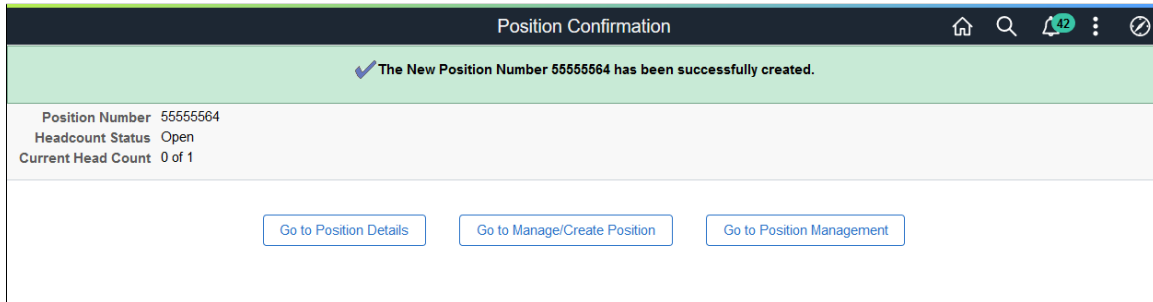 Position Confirmation
42
The New Position Number 55555564 has been successfully created.
Position Number 55555564
Headcount Status Open
Current Head Count 0 of 1
Go to Position Details Go to Manage/Create Position Go to Position Management